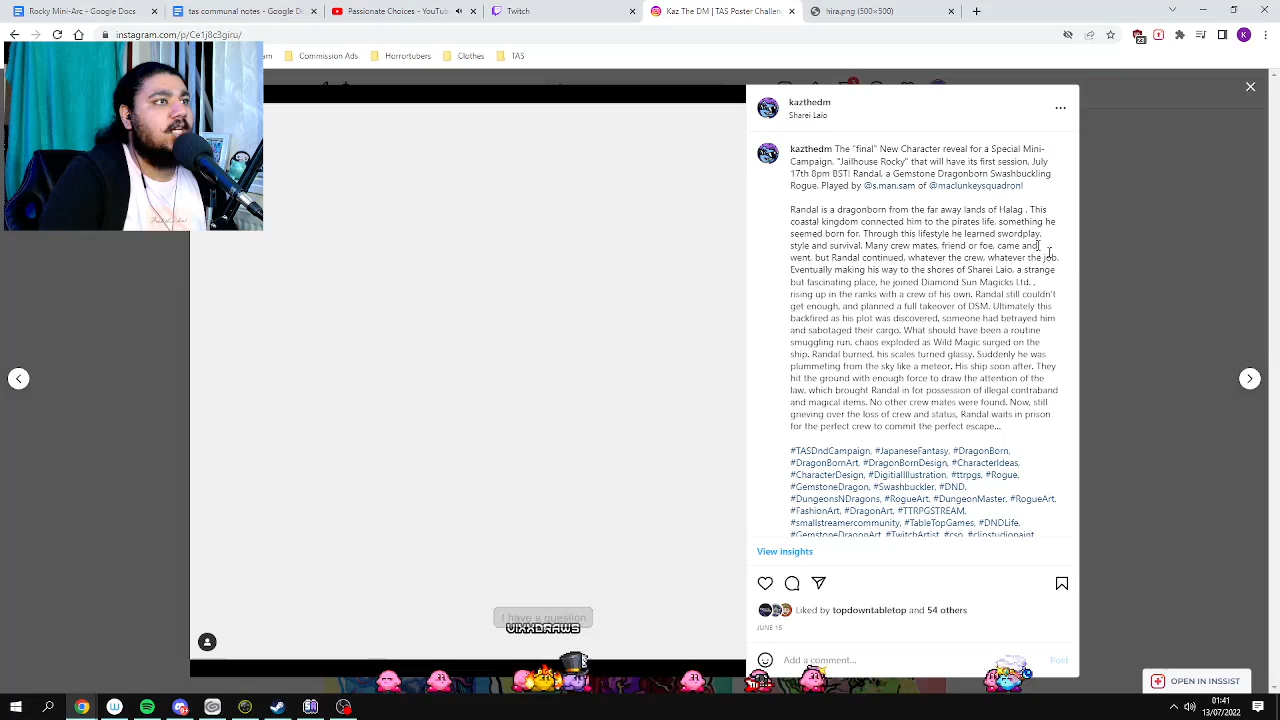 Rocky Mini-Arc - Google D
commercial notes - Google Doc
Passionate Choices - YouTub
Twitch
Kaz The DM | TAS Poster Challeng
hira.png (500×500)
instagram.com/p/Ce1j8c3giru/
Commission Ads
Horrortubers
Clothes
TAS
kazthedm
Sharei Laio
kazthedm The "final" New Character reveal for a Special Mini-
Campaign. "Jailhouse Rocky" that will have its first session, July
17th 8pm BST! Randal, a Gemstone Dragonborn Swashbuckling
Rogue. Played by @s.man.sam of @maclunkeysquadron!
Randal is a dragonborn from the far away lands of Halag . This
coastal kingdom connected him to the pirates life, something he
seemed born for. Through this lifestyle he learned swordplay,
style and survival. Many crew mates, friend or foe, came and
went, but Randal continued, whatever the crew, whatever the job.
Eventually making his way to the shores of Sharei Laio, a strange
but fascinating place, he joined Diamond Sun Magicks Ltd. ,
rising up in the ranks with a crew of his own. Randal still couldn't
get enough, and planned a full takeover of DSM. Ultimately this
backfired as his plot was discovered, someone had betrayed him
and sabotaged their cargo. What should have been a routine
smuggling run, chaos exploded as Wild Magic surged on the
ship. Randal burned, his scales turned glassy. Suddenly he was
plummeting from the sky like a meteor. His ship soon after. They
hit the ground with enough force to draw the attention of the
law, which brought Randal in for possession of illegal contraband
and magical items. No other crew mates were found. Now, still
grieving over the loss of crew and status, Randal waits in prison
for the perfect crew to commit the perfect escape...
#TASDndCampaign, #JapaneseFantasy, #DragonBorn,
#DragonBornArt, #DragonBornDesign, #CharacterIdeas,
#CharacterDesign, #DigitialIllustration, #ttrpgs, #Rogue,
#GemstoneDragon, #Swashbuckler, #DND,
#DungeonsNDragons, #RogueArt, #DungeonMaster, #RogueArt,
#FashionArt, #DragonArt, #TTRPGSTREAM,
#smallstreamercommunity, #TableTopGames, #DNDLife,
#GemstoneDragonArt, #TwitchArtist, #csp, #clipstudiopaint
View insights
Liked by topdowntabletop and 54 others
JUNE 15
Add a comment...
Post
I have a question
VIXXDRAWS
OPEN IN INSSIST
01:41
13/07/2022